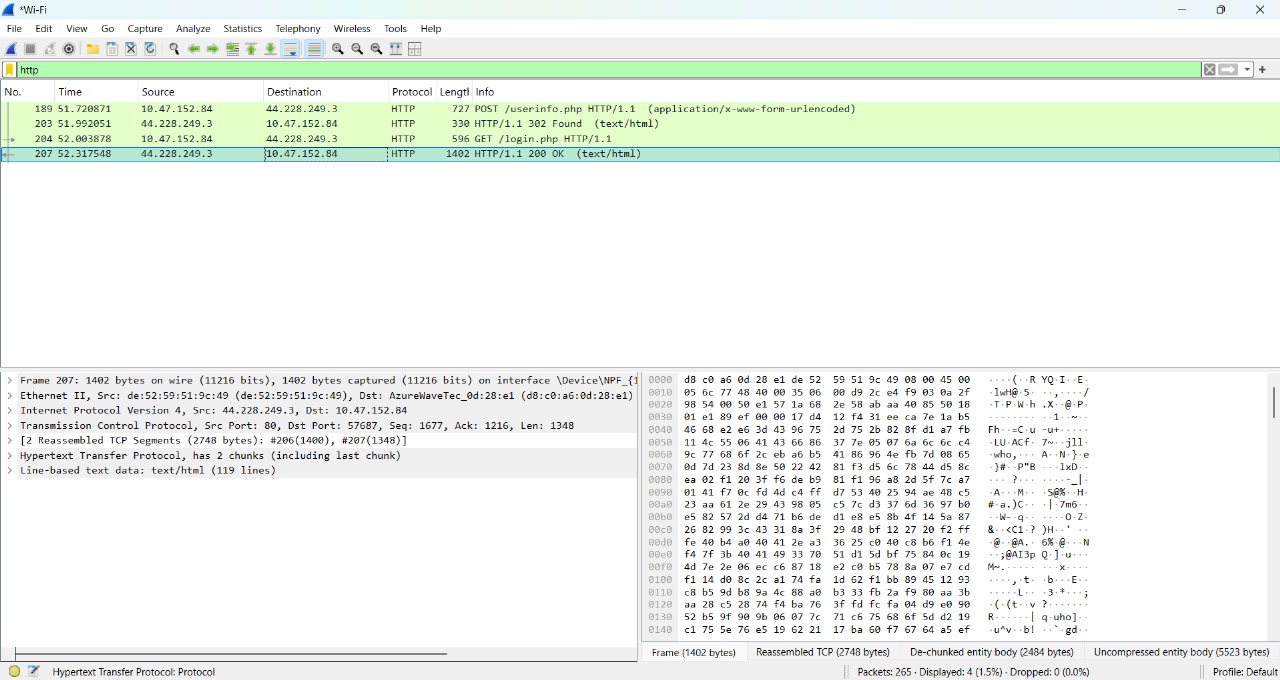 *Wi-Fi
File Edit View Go Capture Analyze Statistics Telephony Wireless Tools Help
http
No. Time Source Destination Protocol Length Info
189 51.720871 10.47.152.84 44.228.249.3 HTTP 727 POST /userinfo.php HTTP/1.1 (application/x-www-form-urlencoded)
203 51.992051 44.228.249.3 10.47.152.84 HTTP 330 HTTP/1.1 302 Found (text/html)
204 52.003878 10.47.152.84 44.228.249.3 HTTP 596 GET /login.php HTTP/1.1
207 52.317548 44.228.249.3 10.47.152.84 HTTP 1402 HTTP/1.1 200 OK (text/html)
Frame 207: 1402 bytes on wire (11216 bits), 1402 bytes captured (11216 bits) on interface \Device\NPF_{1
Ethernet II, Src: de:52:59:51:9c:49 (de:52:59:51:9c:49), Dst: AzureWaveTec_0d:28:e1 (d8:c0:a6:0d:28:e1)
Internet Protocol Version 4, Src: 44.228.249.3, Dst: 10.47.152.84
Transmission Control Protocol, Src Port: 80, Dst Port: 57687, Seq: 1677, Ack: 1216, Len: 1348
[2 Reassembled TCP Segments (2748 bytes): #206(1400), #207(1348)]
Hypertext Transfer Protocol, has 2 chunks (including last chunk)
Line-based text data: text/html (119 lines)
0000 d8 c0 a6 0d 28 e1 de 52 59 51 9c 49 08 00 45 00 ····(··R YQ·I··E·
0010 05 6c 77 48 40 00 35 06 00 d9 2c e4 f9 03 0a 2f ·lwH@·5· ··,····/
0020 98 54 00 50 e1 57 1a 68 2e 58 ab aa 40 85 50 18 ·T·P·W·h .X··@·P·
0030 01 e1 89 ef 00 00 17 d4 12 f4 31 ee ca 7e 1a b5 ········ ··1··~··
0040 46 68 e2 e6 3d 43 96 75 2d 75 2b 82 8f d1 a7 fb Fh··=C·u -u+·····
0050 11 4c 55 06 41 43 66 86 37 7e 05 07 6a 6c 6c c4 ·LU·ACf· 7~··jll·
0060 9c 77 68 6f 2c eb a6 b5 41 86 96 4e fb 7d 08 65 ·who,··· A··N·}·e
0070 0d 7d 23 8d 8e 50 22 42 81 f3 d5 6c 78 44 d5 8c ·}#··P"B ···lxD··
0080 ea 02 f1 20 3f f6 de b9 81 f1 96 a8 2d 5f 7c a7 ··· ?··· ····-_|·
0090 01 41 f7 0c fd 4d c4 ff d7 53 40 25 94 ae 48 c5 ·A···M·· ·S@%··H·
00a0 23 aa 61 2e 29 43 98 05 c5 7c d3 37 6d 36 97 b0 #·a.)C·· ·|·7m6··
00b0 e5 82 57 2d d4 71 b6 de d1 e8 e5 8b 4f 14 5a 87 ··W-·q·· ····O·Z·
00c0 26 82 99 3c 43 31 8a 3f 29 48 bf 12 27 20 f2 ff &··<C1·? )H··' ··
00d0 fe 40 b4 a0 40 41 2e a3 36 25 c0 40 c8 b6 f1 4e ·@··@A.· 6%·@···N
00e0 f4 7f 3b 40 41 49 33 70 51 d1 5d bf 75 84 0c 19 ··;@AI3p Q·]·u···
00f0 4d 7e 2e 06 ec c6 87 18 e2 c0 b5 78 8a 07 e7 cd M~.····· ···x····
0100 f1 14 d0 8c 2c a1 74 fa 1d 62 f1 bb 89 45 12 93 ····,·t· ·b···E··
0110 c8 b5 9d b8 9a 4c 88 a0 b3 33 fb 2a f9 80 aa 3b ·····L·· ·3·*···;
0120 aa 28 c5 28 74 f4 ba 76 3f fd fc fa 04 d9 e0 90 ·(·(t··v ?·······
0130 52 b5 9f 90 9b 06 07 7c 71 c6 75 68 6f 5d d2 19 R······| q·uho]··
0140 c1 75 5e 76 e5 19 62 21 17 ba 60 f7 67 64 a5 ef ·u^v··b! ··`·gd··
Frame (1402 bytes) Reassembled TCP (2748 bytes) De-chunked entity body (2484 bytes) Uncompressed entity body (5523 bytes)
Hypertext Transfer Protocol: Protocol Packets: 265 · Displayed: 4 (1.5%) · Dropped: 0 (0.0%) Profile: Default